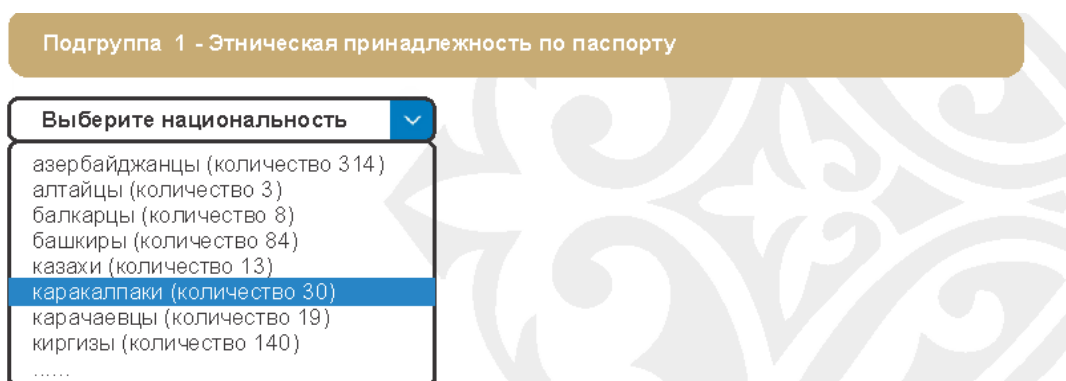 Подгруппа 1 - Этническая принадлежность по паспорту
Выберите национальность
азербайджанцы (количество 314)
алтайцы (количество 3)
балкарцы (количество 8)
башкиры (количество 84)
казахи (количество 13)
каракалпаки (количество 30)
карачаевцы (количество 19)
киргизы (количество 140)
......